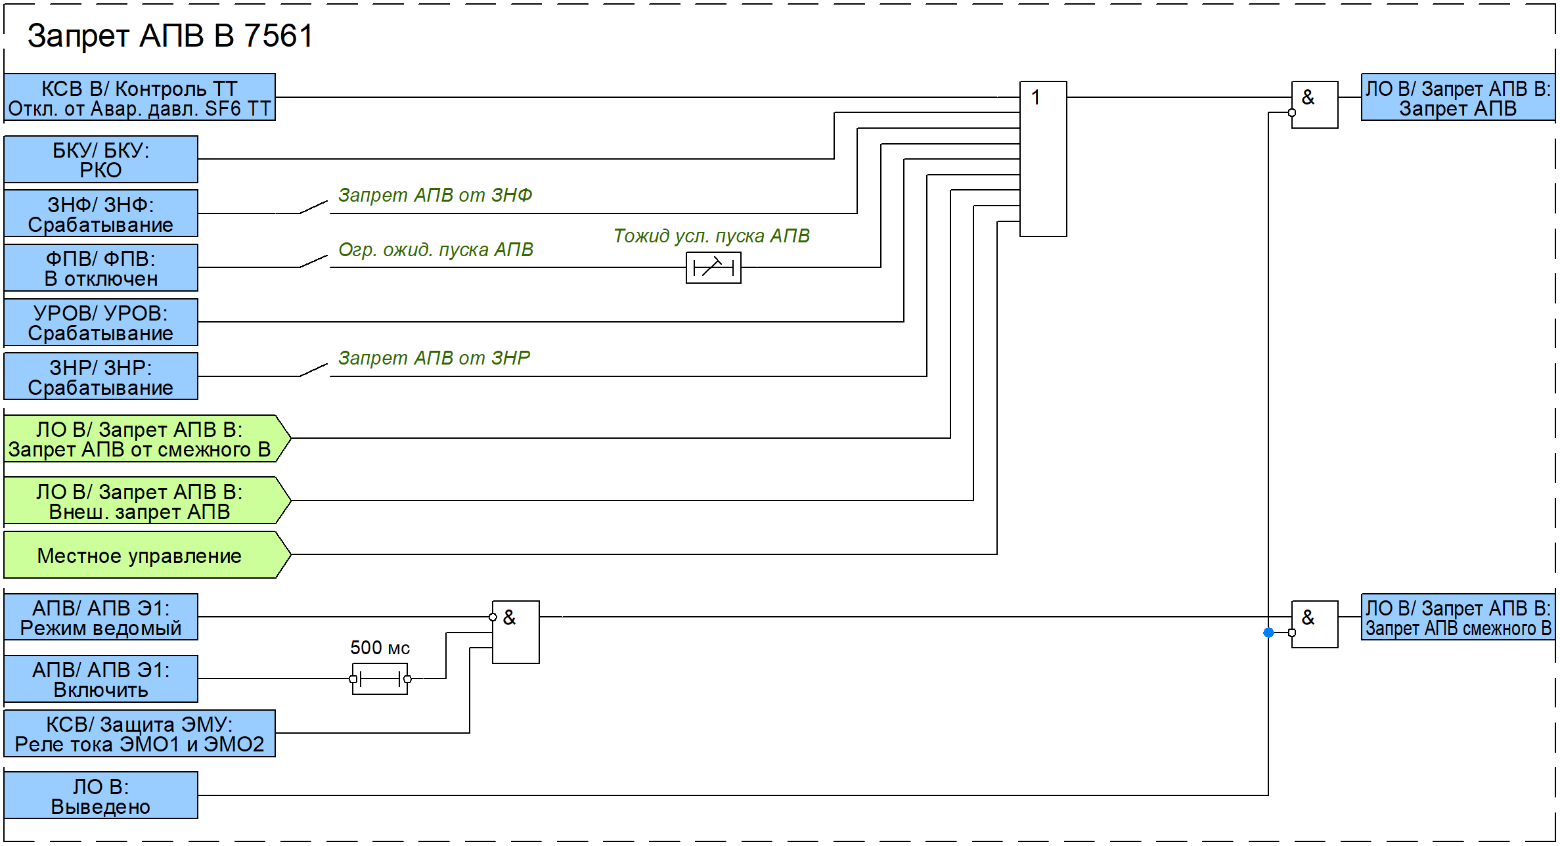 Запрет АПВ В 7561
КСВ В/ Контроль ТТ
Откл. от Авар. давл. SF6 ТТ
БКУ/ БКУ:
РКО
ЗНФ/ ЗНФ:
Срабатывание
Запрет АПВ от ЗНФ
ФПВ/ ФПВ:
В отключен
Огр. ожид. пуска АПВ
Тожид усл. пуска АПВ
УРОВ/ УРОВ:
Срабатывание
ЗНР/ ЗНР:
Срабатывание
Запрет АПВ от ЗНР
ЛО В/ Запрет АПВ В:
Запрет АПВ от смежного В
ЛО В/ Запрет АПВ В:
Внеш. запрет АПВ
Местное управление
1
&
ЛО В/ Запрет АПВ В:
Запрет АПВ
АПВ/ АПВ Э1:
Режим ведомый
&
&
ЛО В/ Запрет АПВ В:
Запрет АПВ смежного В
АПВ/ АПВ Э1:
Включить
500 мс
КСВ/ Защита ЭМУ:
Реле тока ЭМО1 и ЭМО2
ЛО В:
Выведено